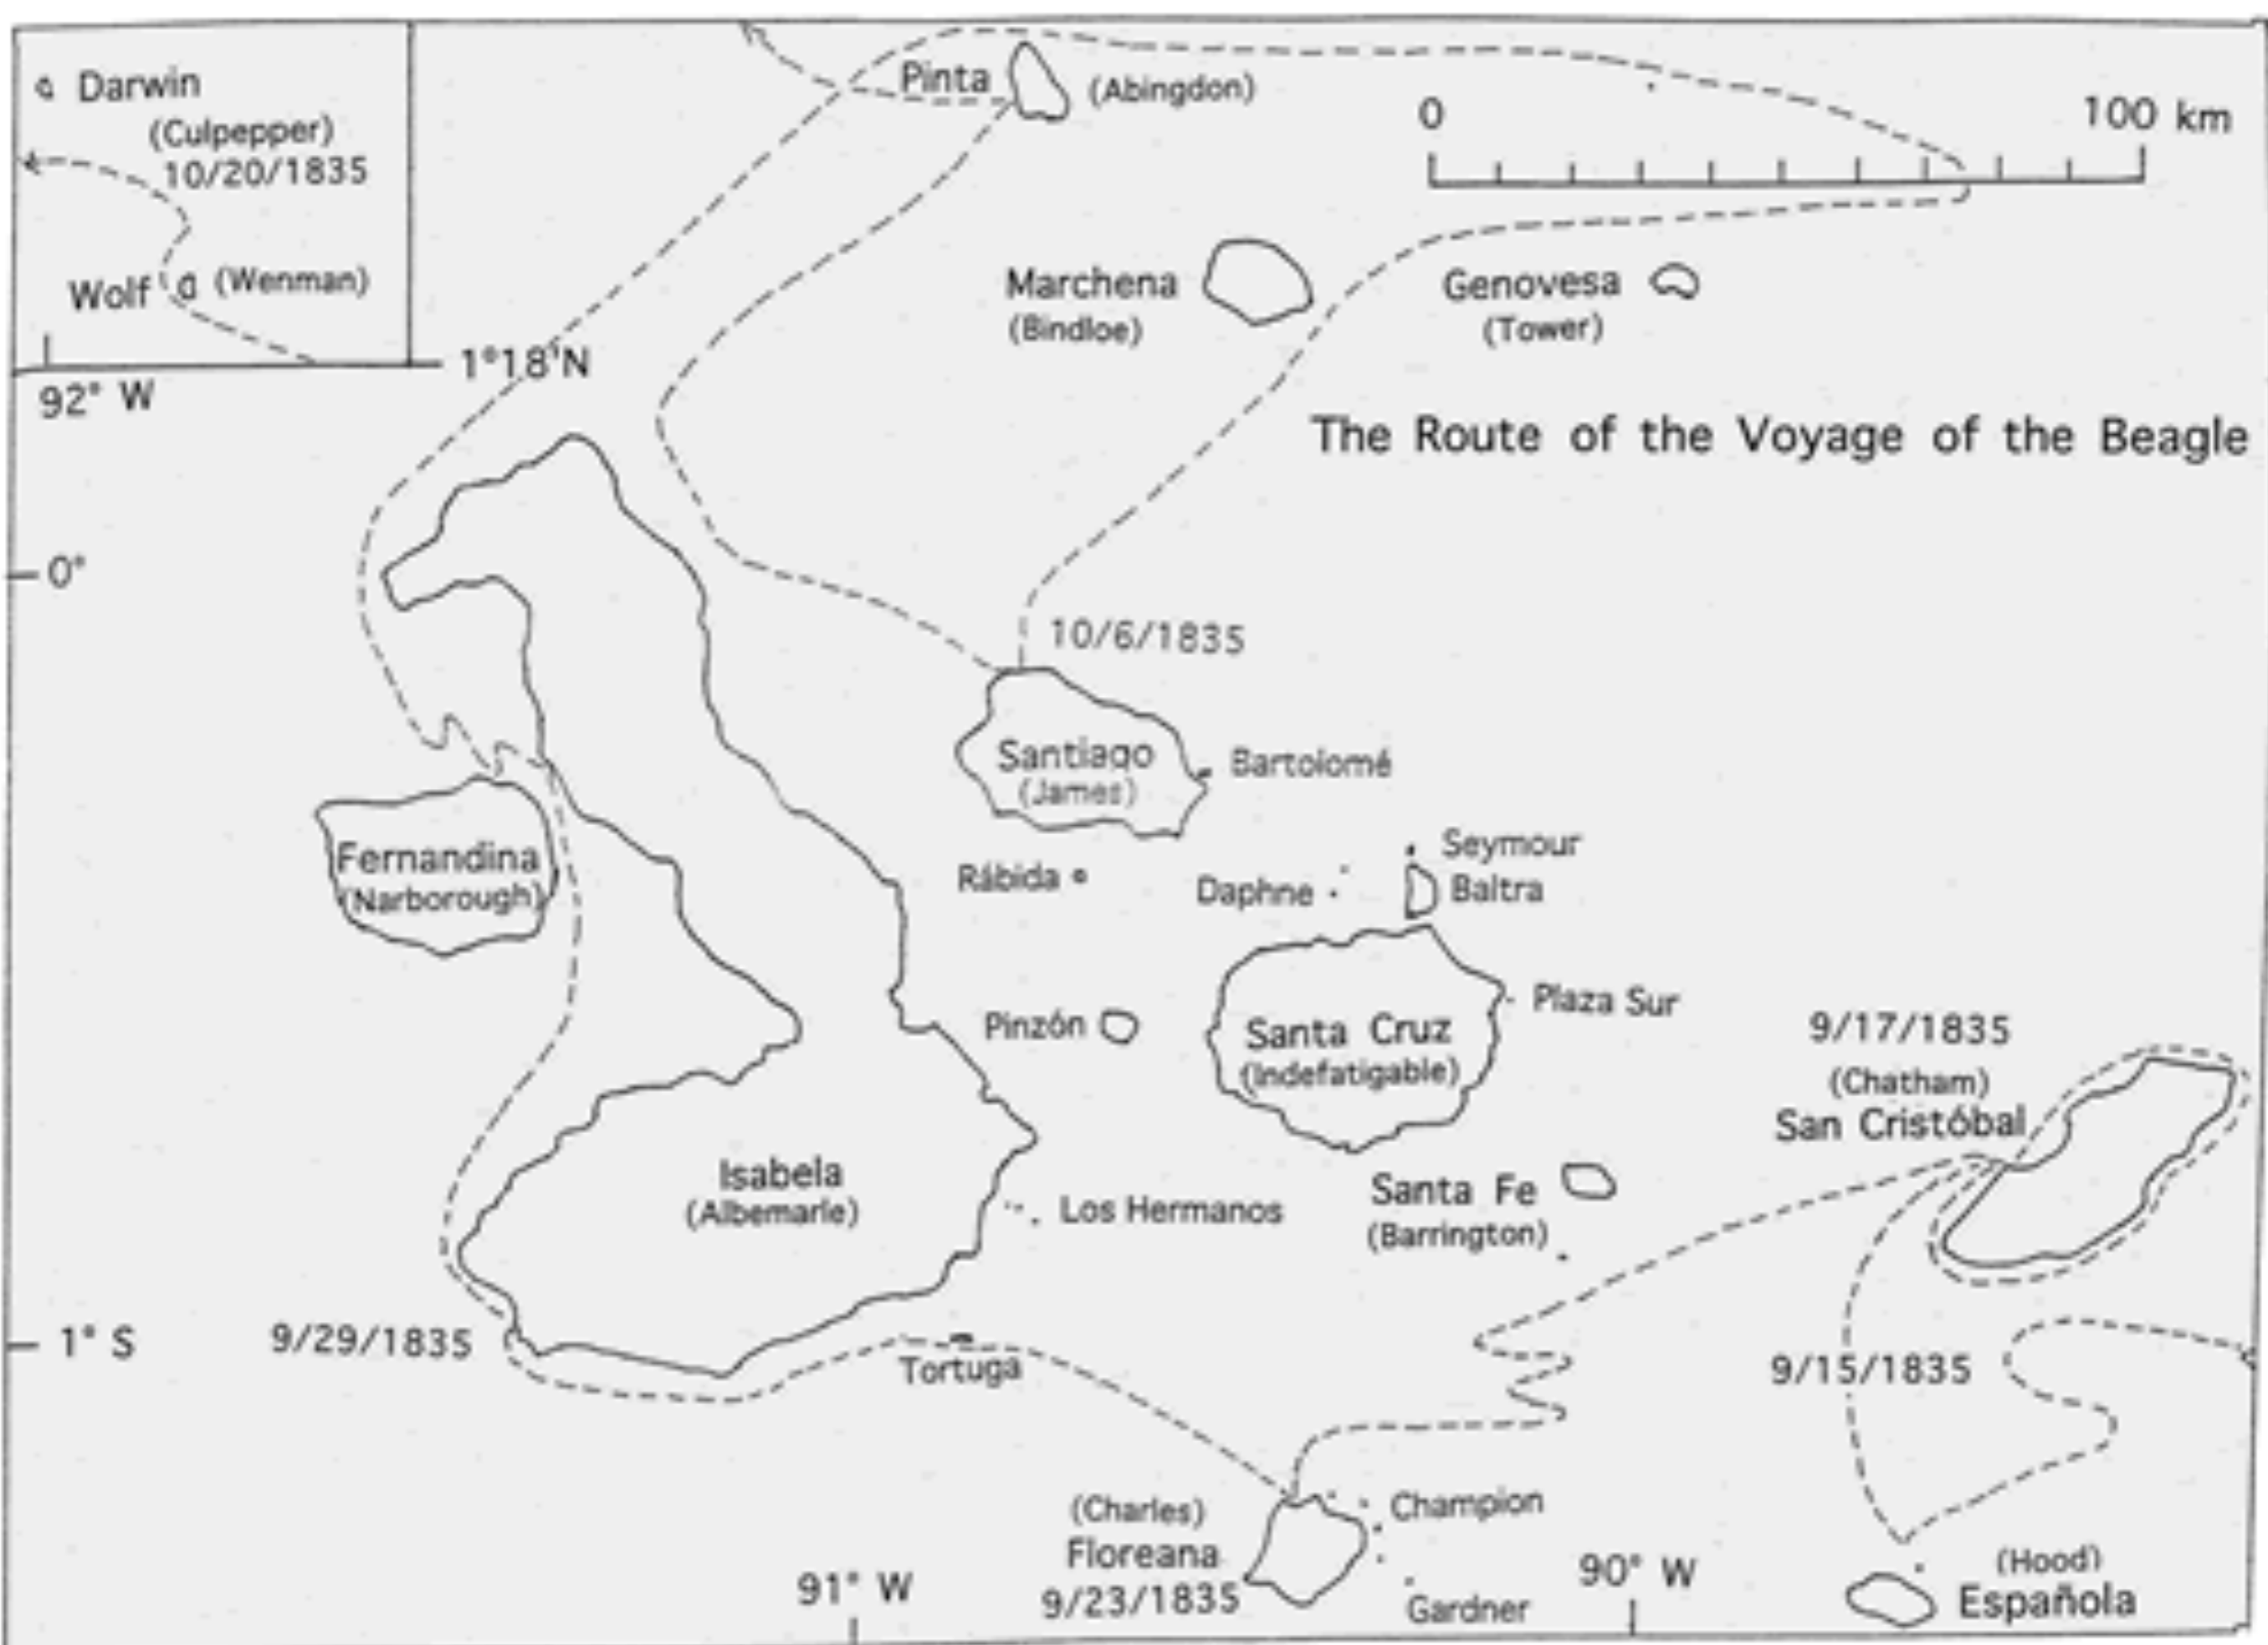 Darwin
(Culpepper)
10/20/1835
Wolf (Wenman)
92° W
1°18'N
Pinta (Abingdon)
0 100 km
Marchena
(Bindloe)
Genovesa
(Tower)
The Route of the Voyage of the Beagle
0°
10/6/1835
Santiago
(James)
Bartolomé
Fernandina
(Narborough)
Rábida
Daphne
Seymour
Baltra
Pinzón
Santa Cruz
(Indefatigable)
Plaza Sur
9/17/1835
(Chatham)
San Cristóbal
Isabela
(Albemarle)
Los Hermanos
Santa Fe
(Barrington)
1° S
9/29/1835
Tortuga
9/15/1835
(Charles)
Floreana
9/23/1835
Champion
Gardner
91° W
90° W
(Hood)
Española